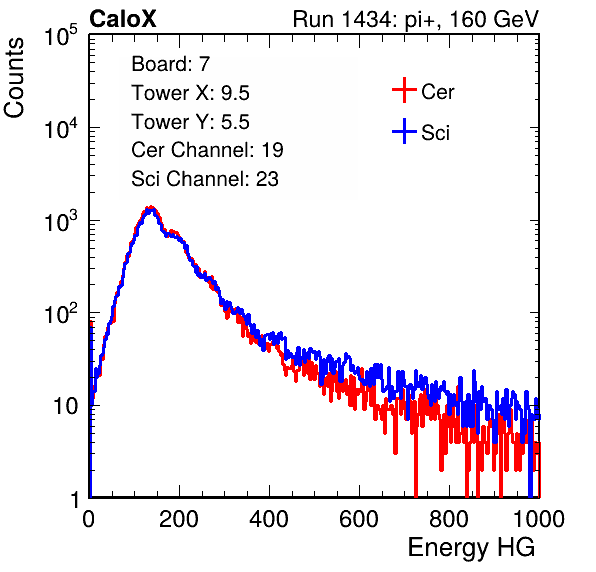 CaloX Run 1434: pi+, 160 GeV
Board: 7
Tower X: 9.5
Tower Y: 5.5
Cer Channel: 19
Sci Channel: 23
Cer
Sci
Counts
10^5
10^4
10^3
10^2
10
1
0 200 400 600 800 1000
Energy HG